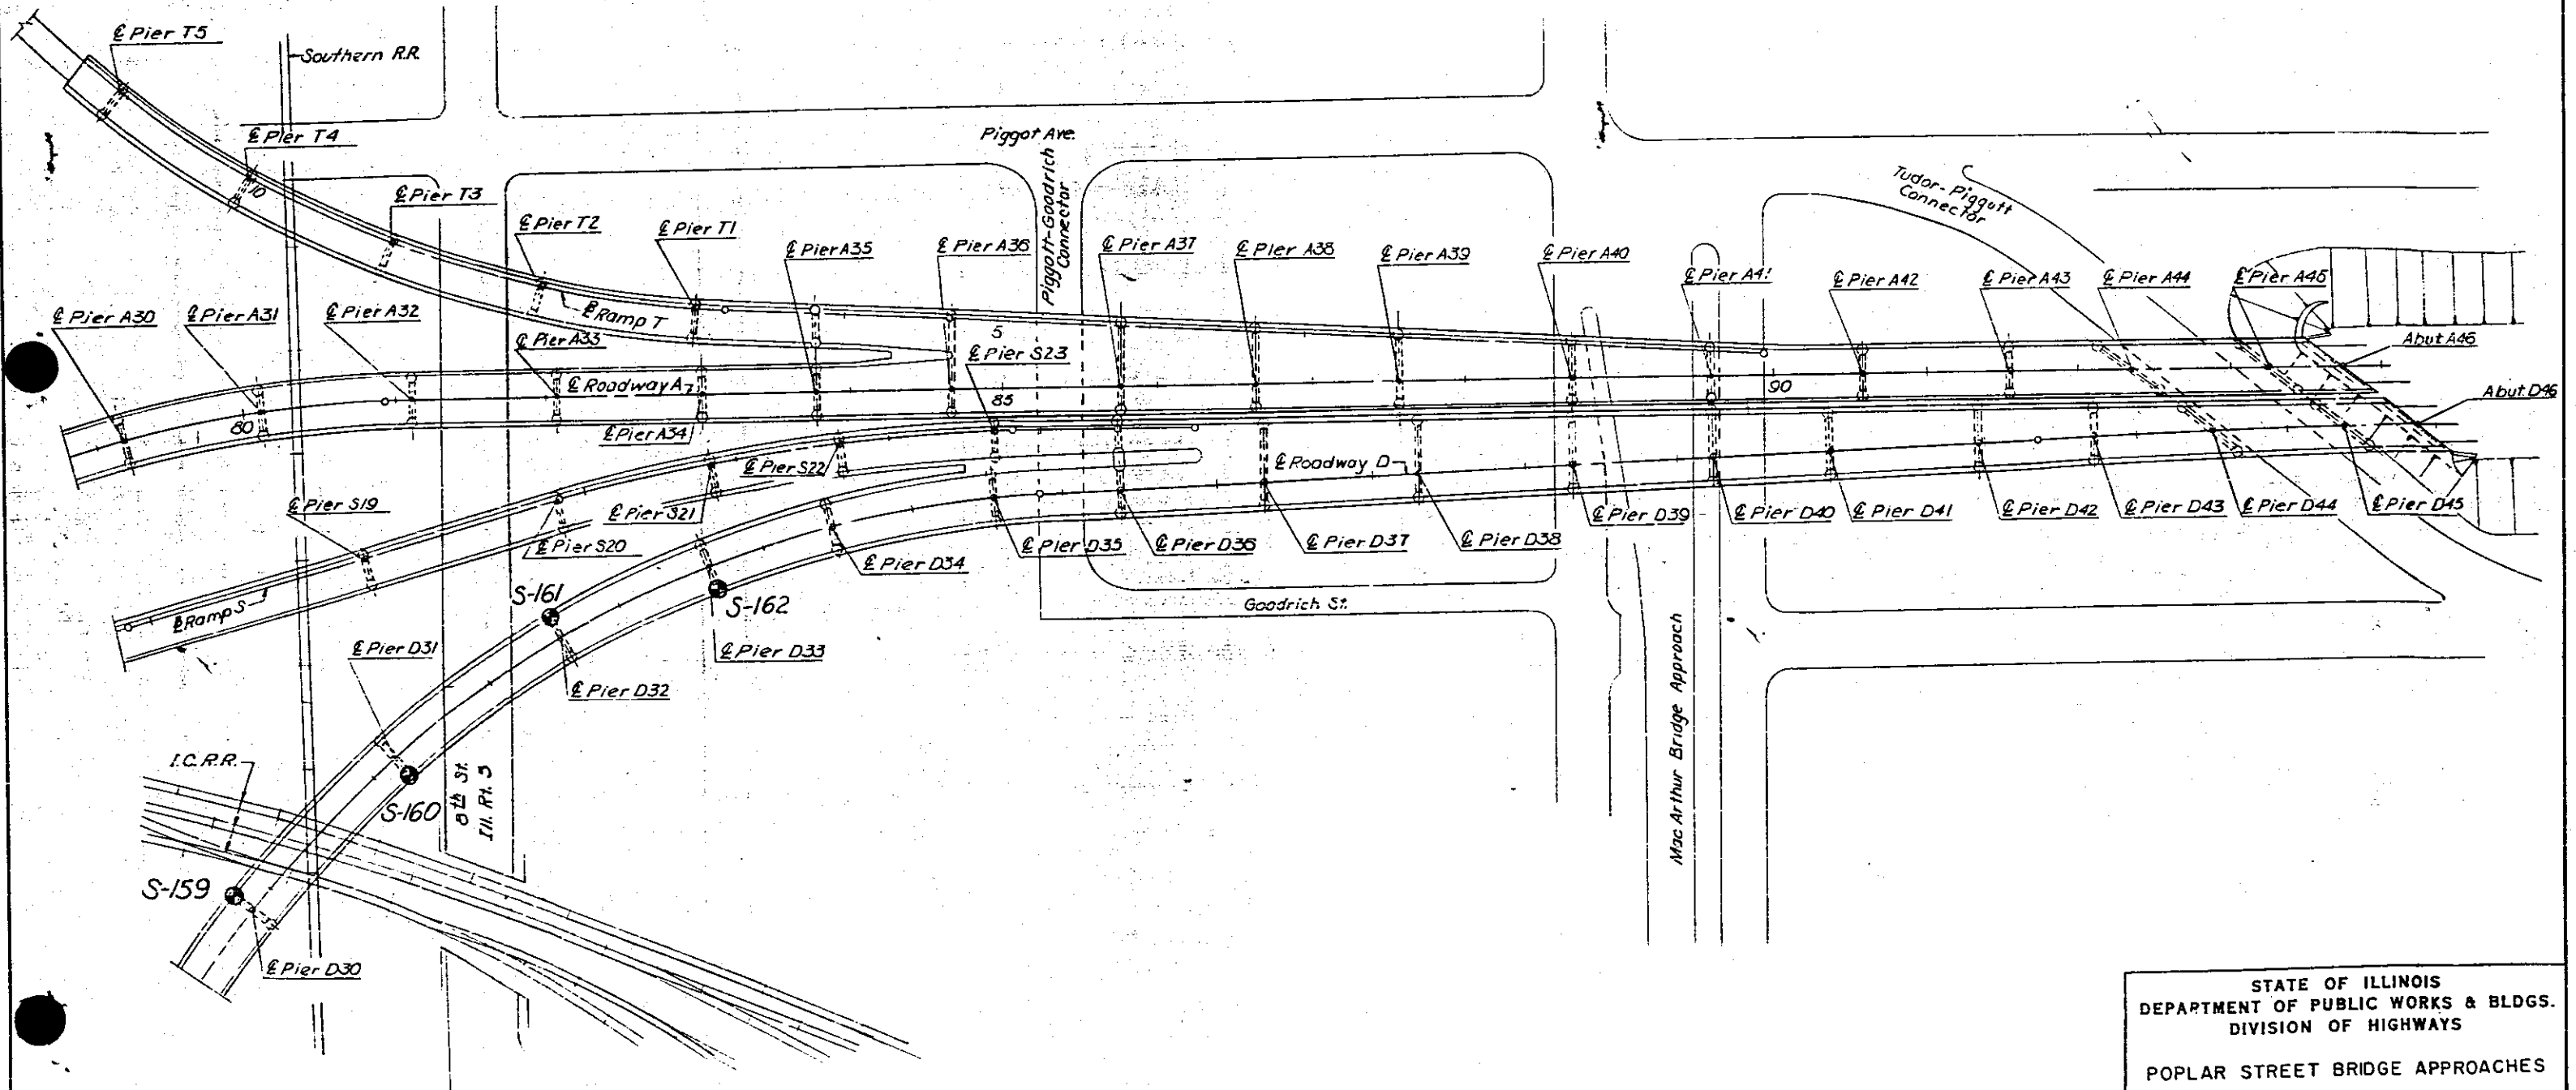 ℄ Pier T5
Southern R.R.
℄ Pier T4
10
℄ Pier T3
℄ Pier T2
℄ Pier T1
℄ Pier A35
℄ Pier A36
Piggot Ave.
Piggott-Goodrich
Connector
℄ Pier A37
℄ Pier A38
℄ Pier A39
℄ Pier A40
℄ Pier A41
℄ Pier A42
℄ Pier A43
℄ Pier A44
℄ Pier A45
Tudor-Piggott
Connector
Abut A46
Abut. D46
℄ Pier A30
℄ Pier A31
℄ Pier A32
℄ Pier A33
℄ Pier A34
Ramp T
℄ Roadway A
5
℄ Pier S23
85
90
80
℄ Pier S19
℄ Pier S20
℄ Pier S21
℄ Pier S22
℄ Roadway D
Ramp S
S-161
S-162
℄ Pier D34
℄ Pier D35
℄ Pier D36
℄ Pier D37
℄ Pier D38
℄ Pier D39
℄ Pier D40
℄ Pier D41
℄ Pier D42
℄ Pier D43
℄ Pier D44
℄ Pier D45
Goodrich St.
℄ Pier D31
℄ Pier D32
℄ Pier D33
Mac Arthur Bridge Approach
I.C.R.R.
S-160
8th St.
Ill. Rt. 3
S-159
℄ Pier D30
STATE OF ILLINOIS
DEPARTMENT OF PUBLIC WORKS & BLDGS.
DIVISION OF HIGHWAYS
POPLAR STREET BRIDGE APPROACHES